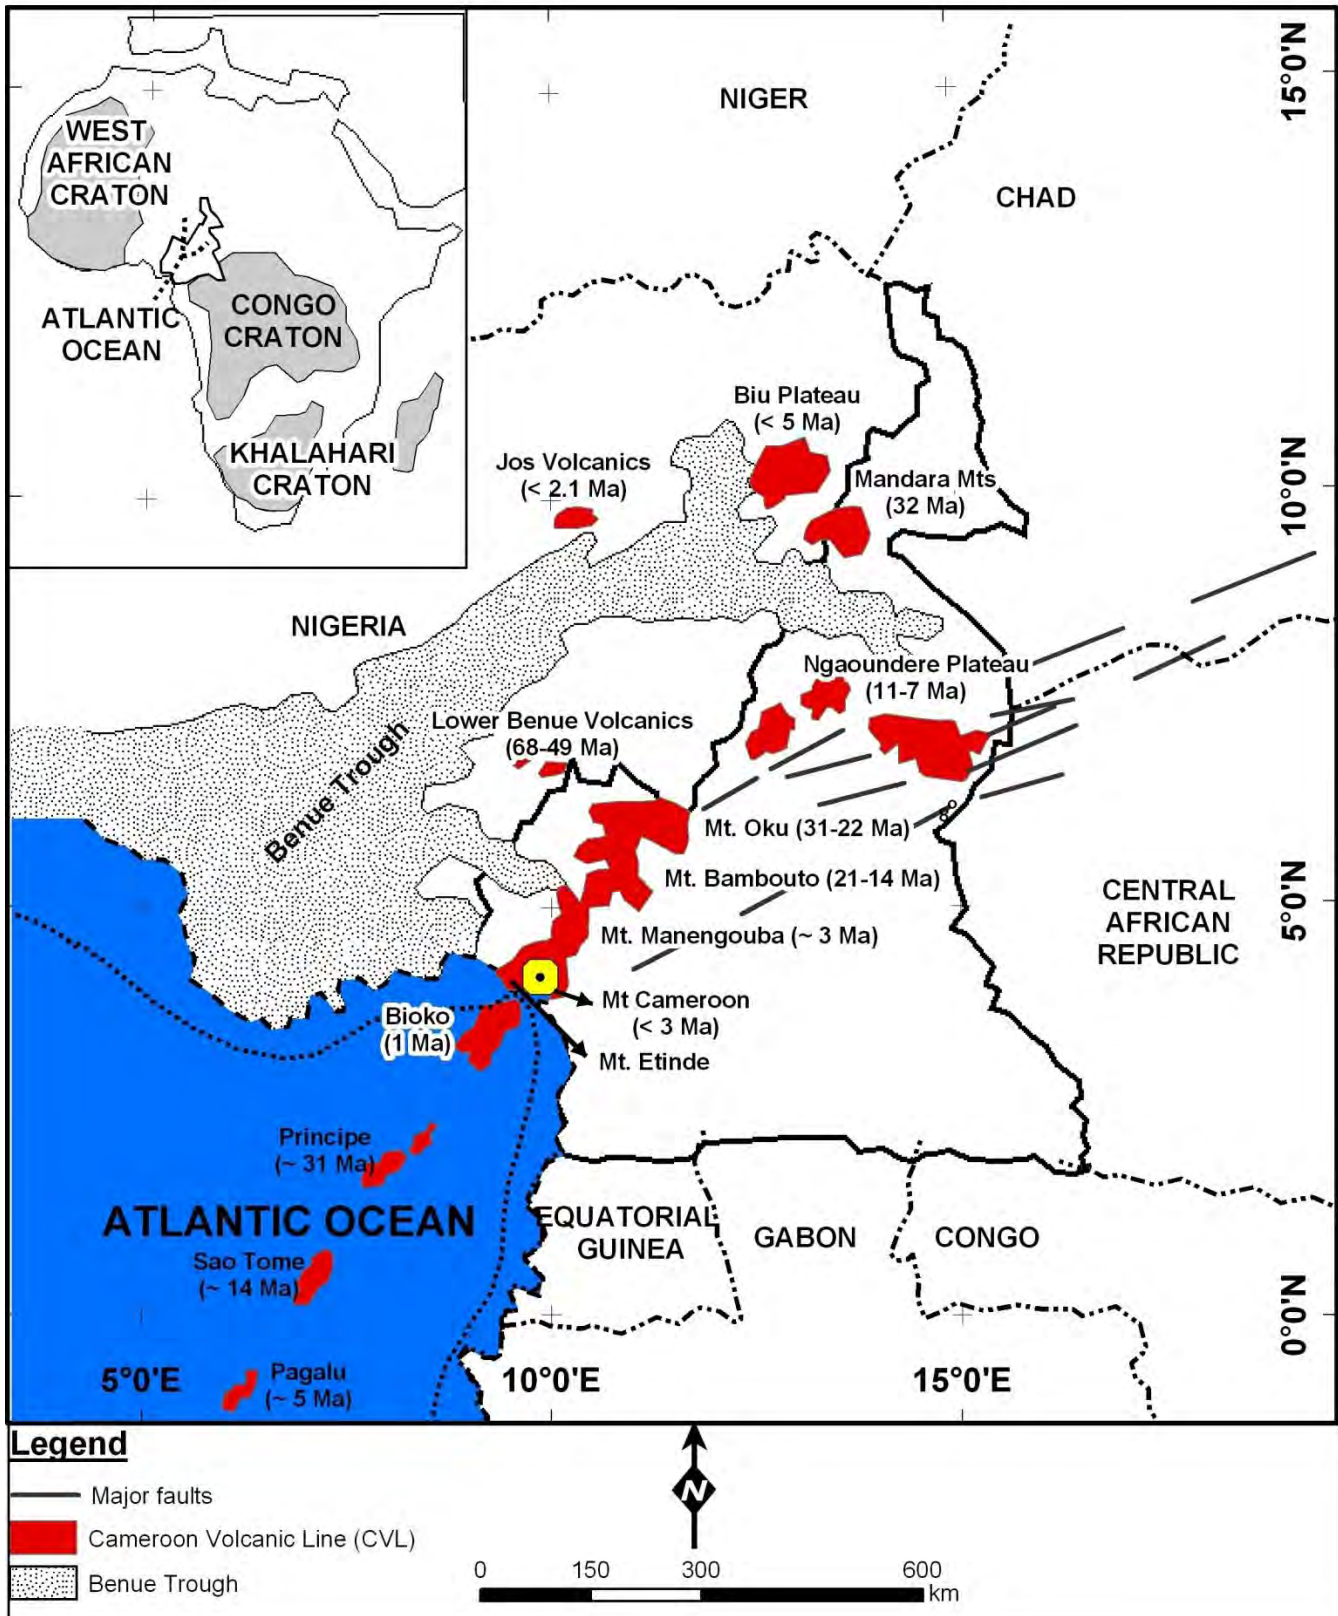 WEST
AFRICAN
CRATON
ATLANTIC
OCEAN
CONGO
CRATON
KHALAHARI
CRATON
NIGER
CHAD
15°0'N
Biu Plateau
(< 5 Ma)
Jos Volcanics
(< 2.1 Ma)
Mandara Mts
(32 Ma)
10°0'N
NIGERIA
Ngaoundere Plateau
(11-7 Ma)
Lower Benue Volcanics
(68-49 Ma)
Benue Trough
Mt. Oku (31-22 Ma)
Mt. Bambouto (21-14 Ma)
CENTRAL
AFRICAN
REPUBLIC
5°0'N
Mt. Manengouba (~ 3 Ma)
Mt Cameroon
(< 3 Ma)
Bioko
(1 Ma)
Mt. Etinde
Principe
(~ 31 Ma)
ATLANTIC OCEAN
EQUATORIAL
GUINEA
GABON
CONGO
Sao Tome
(~ 14 Ma)
0°0'N
Pagalu
(~ 5 Ma)
5°0'E
10°0'E
15°0'E
Legend
Major faults
Cameroon Volcanic Line (CVL)
Benue Trough
N
0 150 300 600
km